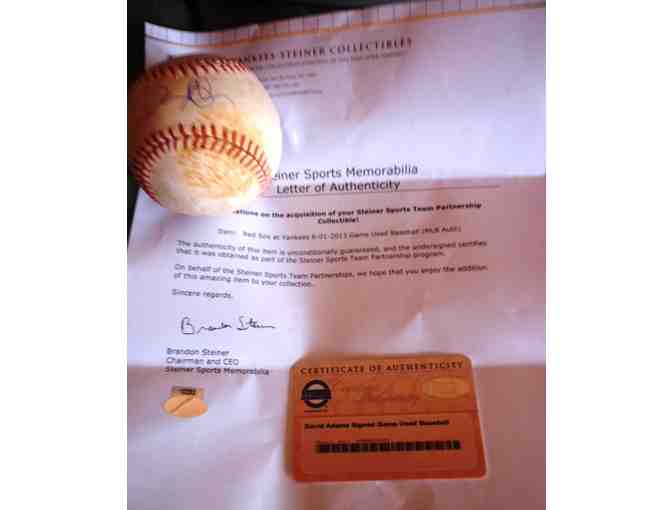 YANKEES-STEINER COLLECTIBLES
Steiner Sports Memorabilia
Letter of Authenticity
on the acquisition of your Steiner Sports Team Partnership
Collectible!
Item: Red Sox at Yankees 6-01-2013 Game Used Baseball (MLB Auth)
The authenticity of this item is unconditionally guaranteed, and the undersigned certifies
that it was obtained as part of the Steiner Sports Team Partnership program.
On behalf of the Steiner Sports Team Partnerships, we hope that you enjoy the addition
of this amazing item to your collection.
Sincere regards,
Brandon Steiner
Brandon Steiner
Chairman and CEO
Steiner Sports Memorabilia
CERTIFICATE OF AUTHENTICITY
David Adams Signed Game Used Baseball